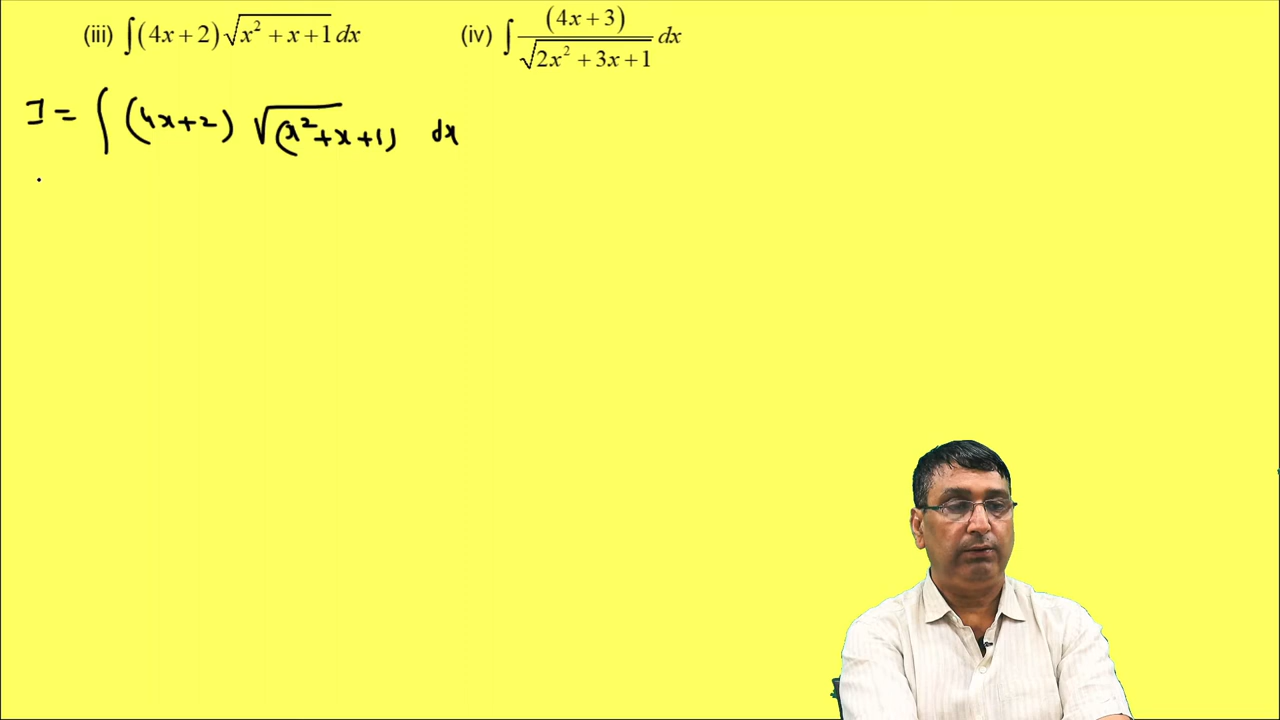 (iii) ∫(4x+2)√(x²+x+1) dx (iv) ∫ (4x+3)/√(2x²+3x+1) dx
I = ∫ (4x+2) √(x²+x+1) dx